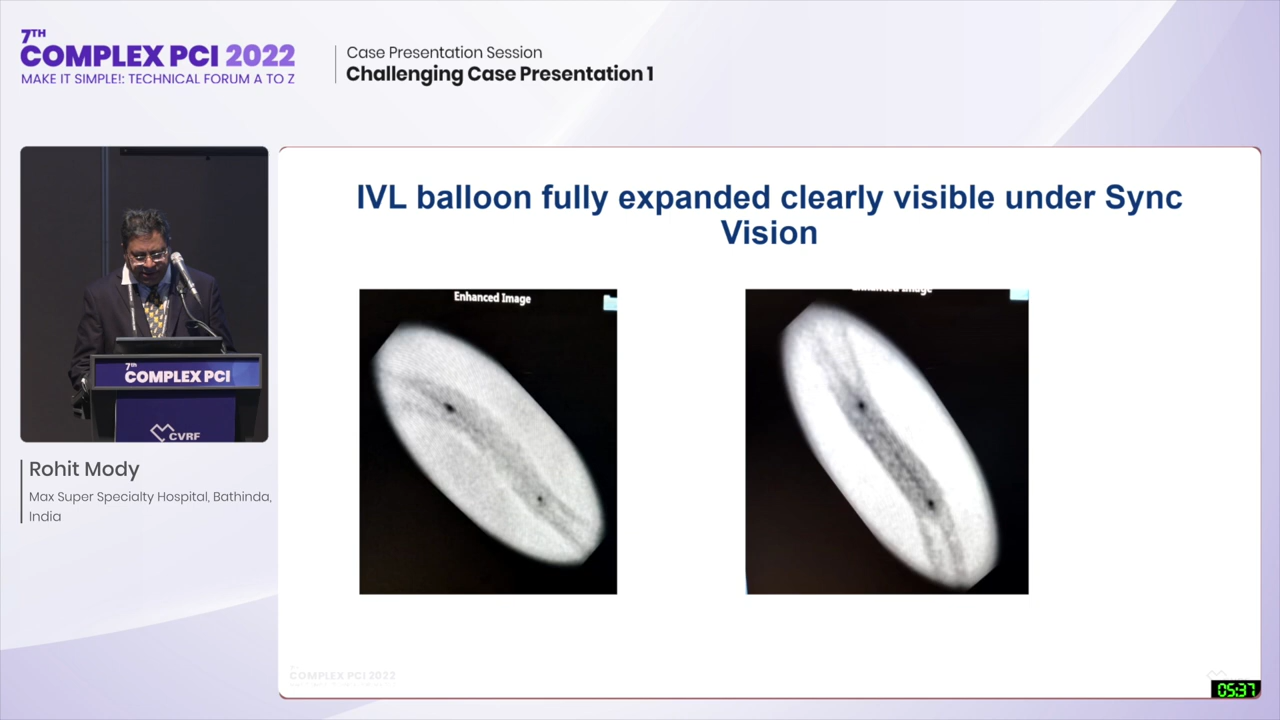 7TH
COMPLEX PCI 2022
MAKE IT SIMPLE!: TECHNICAL FORUM A TO Z
Case Presentation Session
Challenging Case Presentation 1
IVL balloon fully expanded clearly visible under Sync
Vision
Enhanced Image
Enhanced Image
7th
COMPLEX PCI
CVRF
Rohit Mody
Max Super Specialty Hospital, Bathinda,
India
COMPLEX PCI 2022
05:37